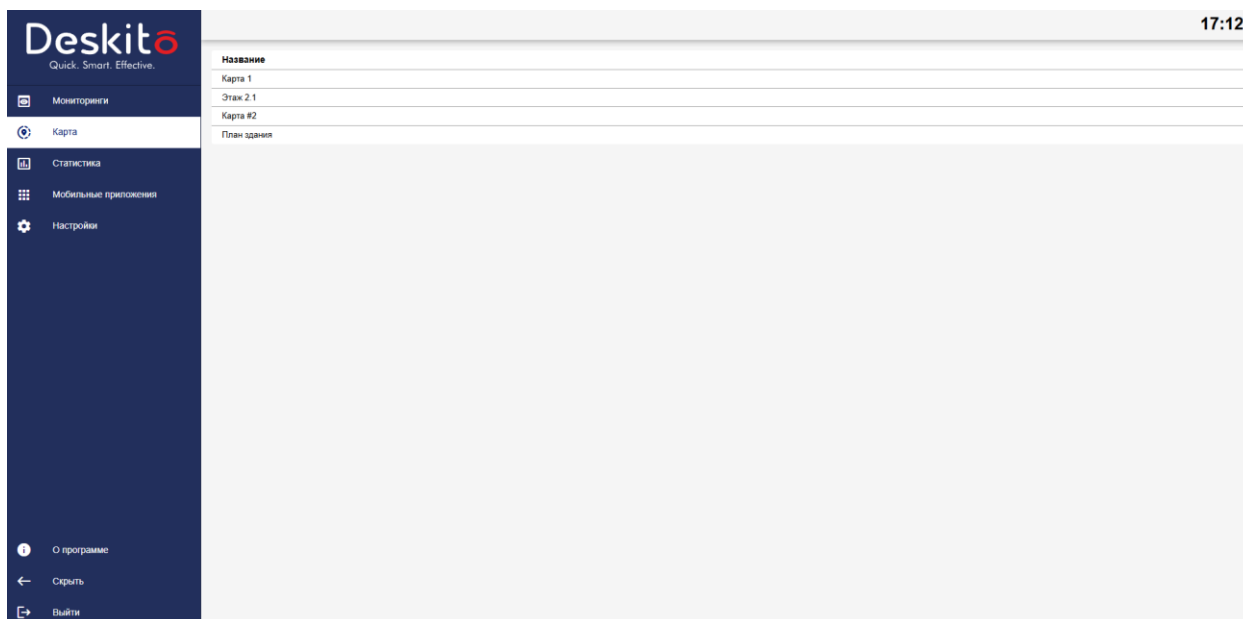 Deskito
Quick. Smart. Effective.
17:12
Мониторинги
Карта
Статистика
Мобильные приложения
Настройки
О программе
Скрыть
Выйти
Название
Карта 1
Этаж 2.1
Карта #2
План здания